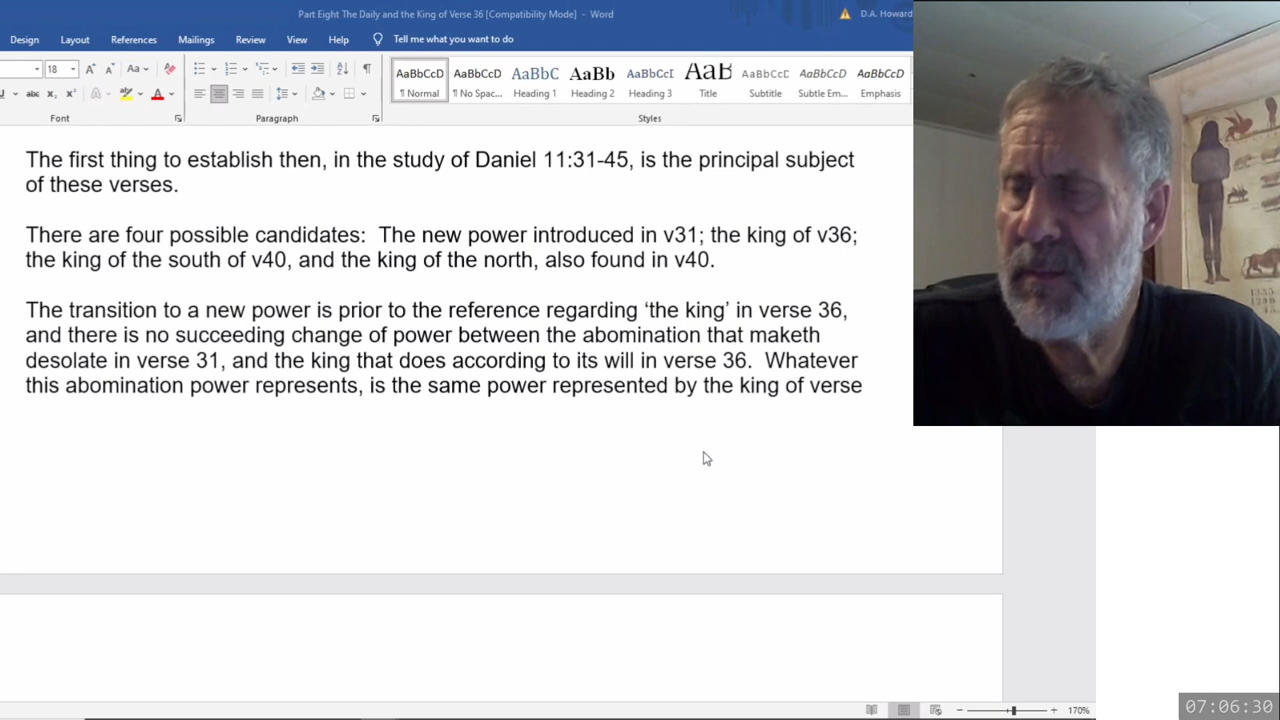 Part Eight The Daily and the King of Verse 36 [Compatibility Mode] - Word
D.A. Howard
Design Layout References Mailings Review View Help Tell me what you want to do
18 Aa
AaBbCcD AaBbCcD AaBbC AaBb AaBbCcI AaB AaBbCcD AaBbCcD AaBbCcD
¶ Normal ¶ No Spac... Heading 1 Heading 2 Heading 3 Title Subtitle Subtle Em... Emphasis
Font Paragraph Styles
The first thing to establish then, in the study of Daniel 11:31-45, is the principal subject
of these verses.
There are four possible candidates: The new power introduced in v31; the king of v36;
the king of the south of v40, and the king of the north, also found in v40.
The transition to a new power is prior to the reference regarding ‘the king’ in verse 36,
and there is no succeeding change of power between the abomination that maketh
desolate in verse 31, and the king that does according to its will in verse 36. Whatever
this abomination power represents, is the same power represented by the king of verse
170%
07:06:30